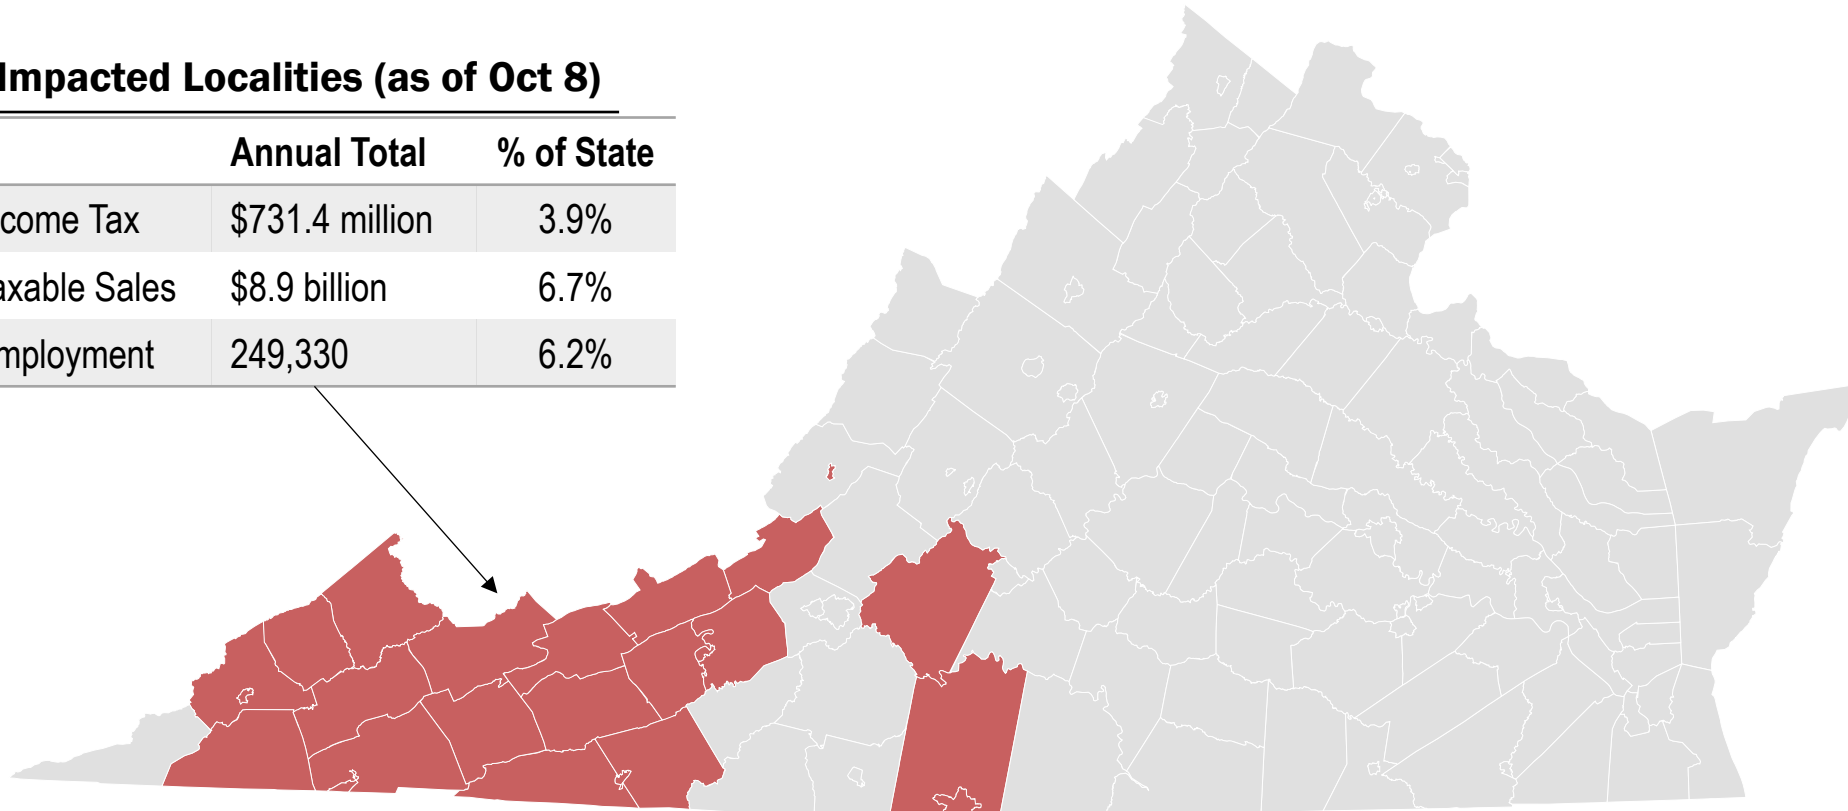 Impacted Localities (as of Oct 8)
Annual Total % of State
come Tax $731.4 million 3.9%
axable Sales $8.9 billion 6.7%
mployment 249,330 6.2%